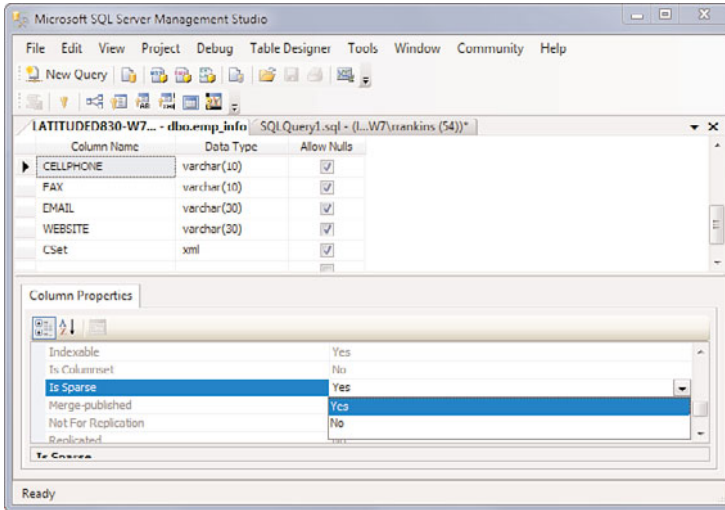 Microsoft SQL Server Management Studio
File Edit View Project Debug Table Designer Tools Window Community Help
New Query
LATITUDED830-W7... - dbo.emp_info SQLQuery1.sql - (l...W7\rrankins (54))*
Column Name Data Type Allow Nulls
CELLPHONE varchar(10)
FAX varchar(10)
EMAIL varchar(30)
WEBSITE varchar(30)
CSet xml
Column Properties
Indexable Yes
Is Columnset No
Is Sparse Yes
Merge-published Yes
Not For Replication No
Replicated
Is Sparse
Ready